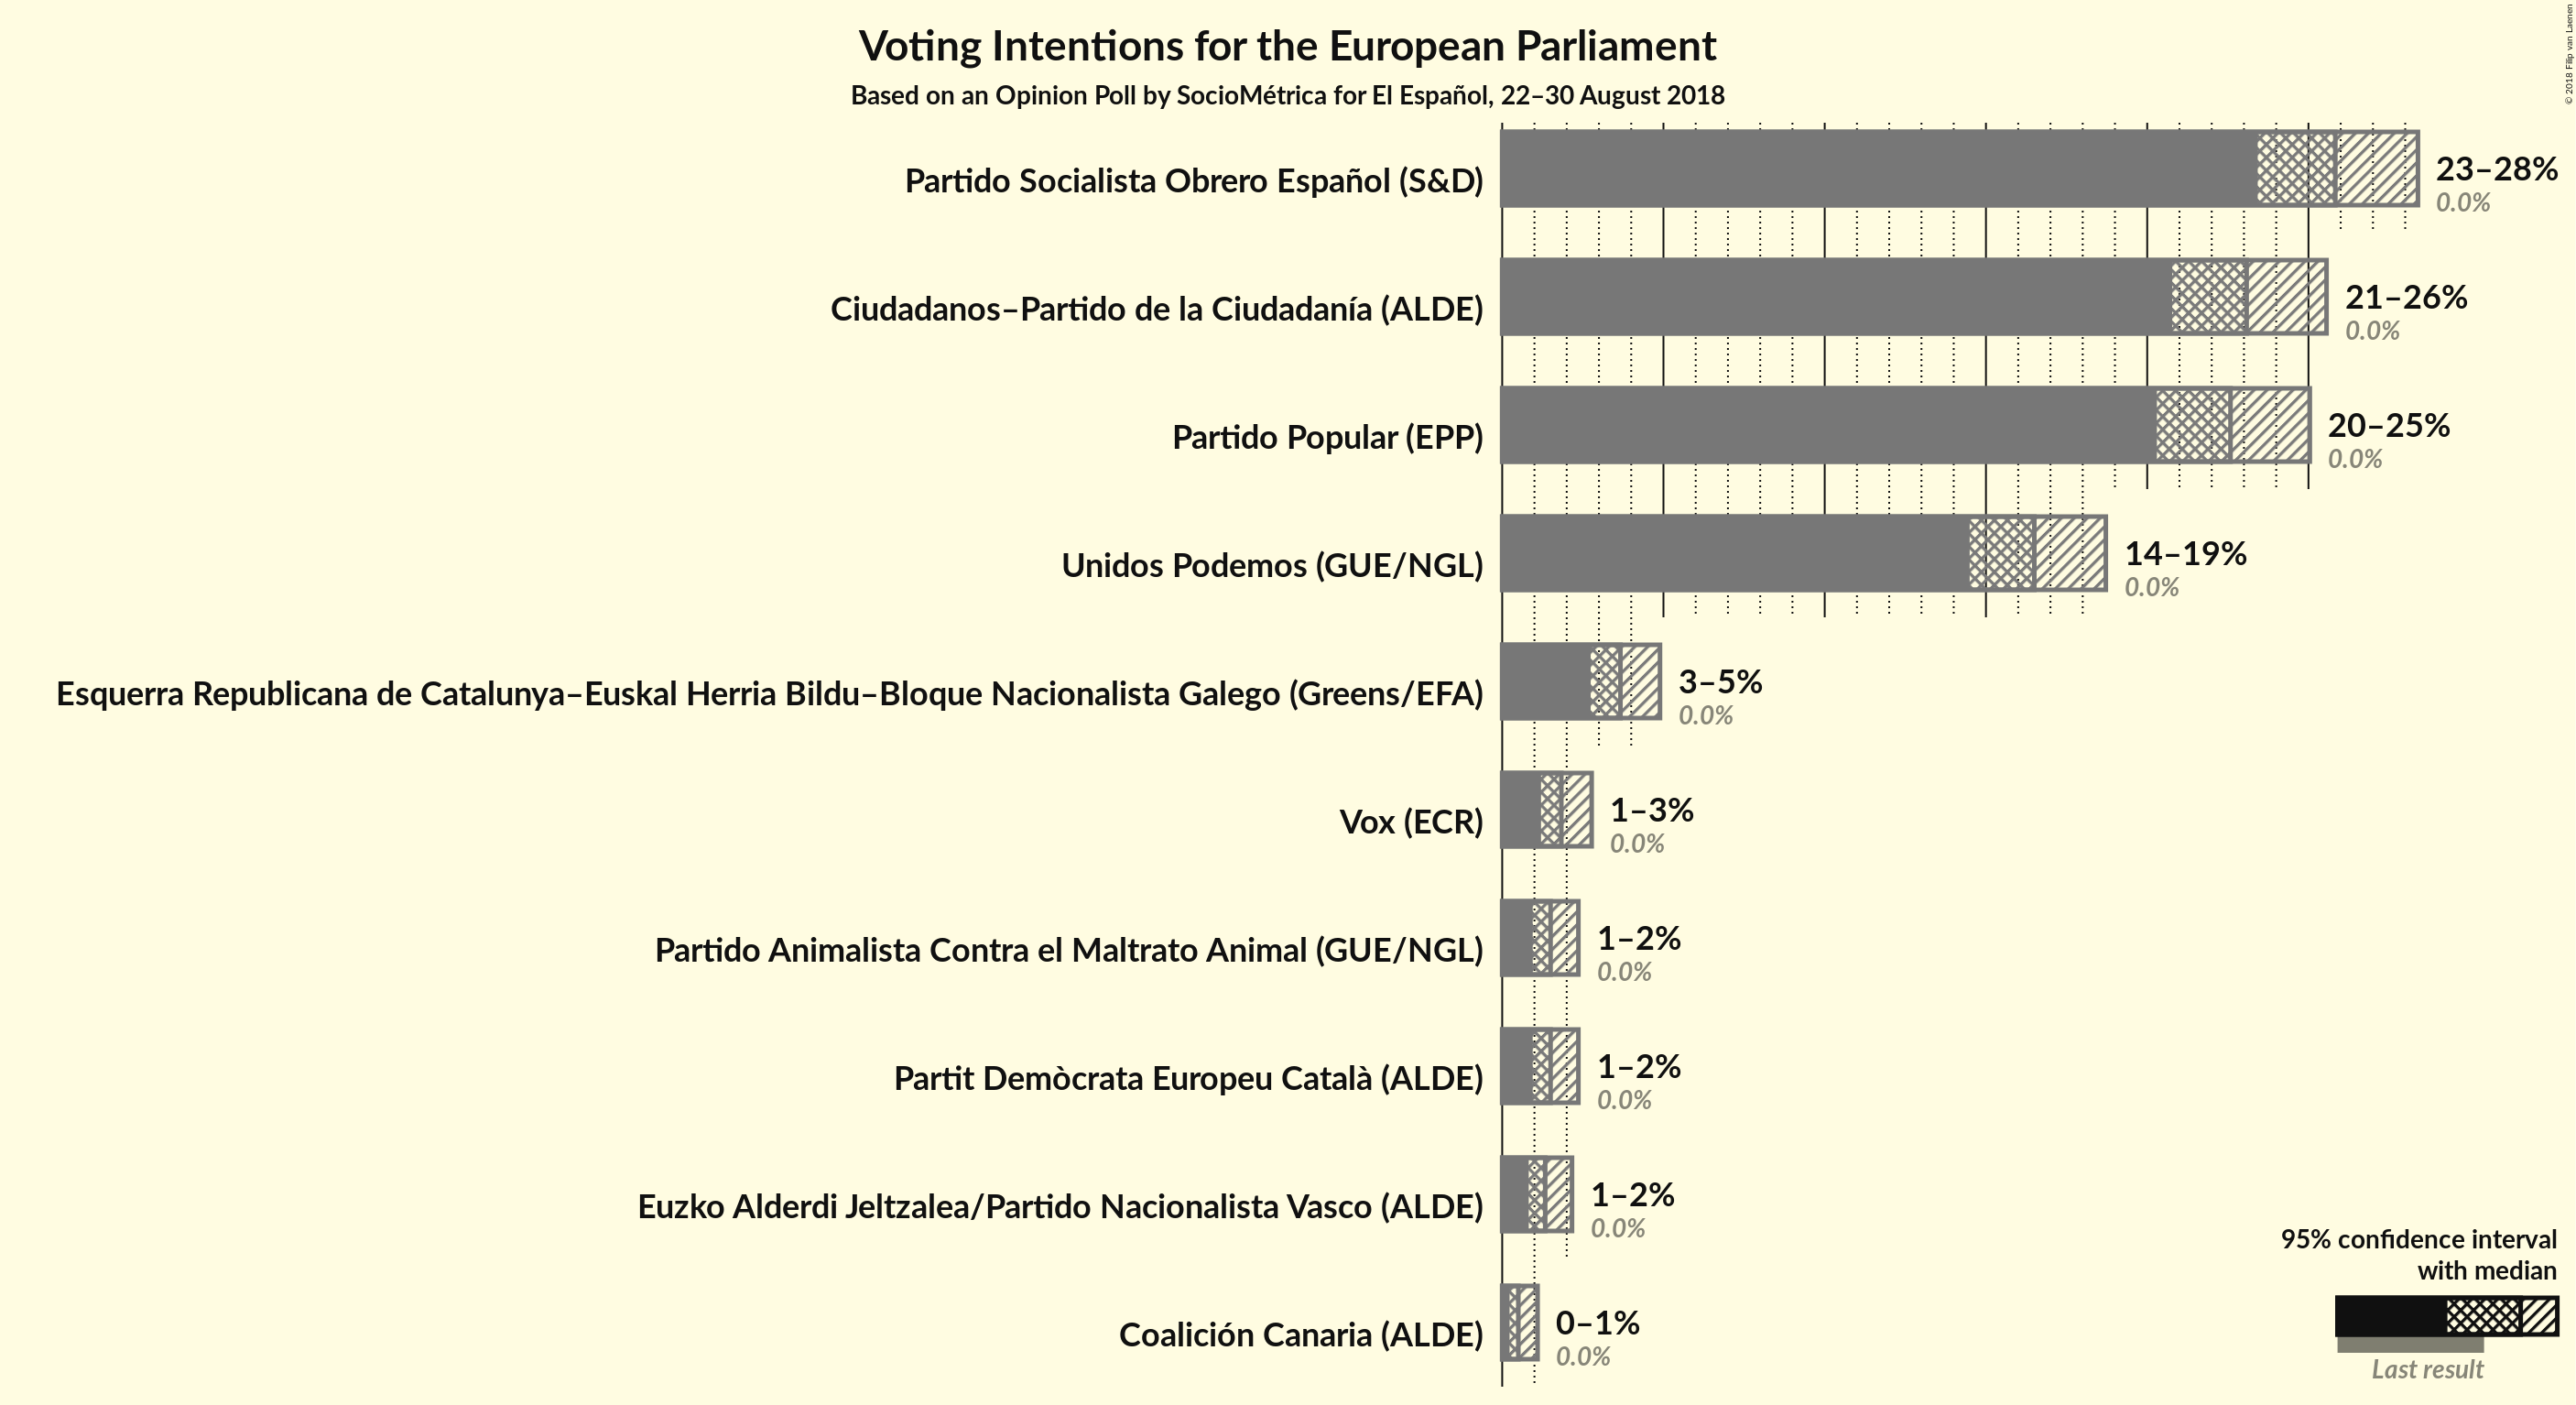 Voting Intentions for the European Parliament
Based on an Opinion Poll by SocioMétrica for El Español, 22–30 August 2018
© 2018 Filip van Laenen
Partido Socialista Obrero Español (S&D)
23–28%
0.0%
Ciudadanos–Partido de la Ciudadanía (ALDE)
21–26%
0.0%
Partido Popular (EPP)
20–25%
0.0%
Unidos Podemos (GUE/NGL)
14–19%
0.0%
Esquerra Republicana de Catalunya–Euskal Herria Bildu–Bloque Nacionalista Galego (Greens/EFA)
3–5%
0.0%
Vox (ECR)
1–3%
0.0%
Partido Animalista Contra el Maltrato Animal (GUE/NGL)
1–2%
0.0%
Partit Demòcrata Europeu Català (ALDE)
1–2%
0.0%
Euzko Alderdi Jeltzalea/Partido Nacionalista Vasco (ALDE)
1–2%
0.0%
Coalición Canaria (ALDE)
0–1%
0.0%
95% confidence interval
with median
Last result